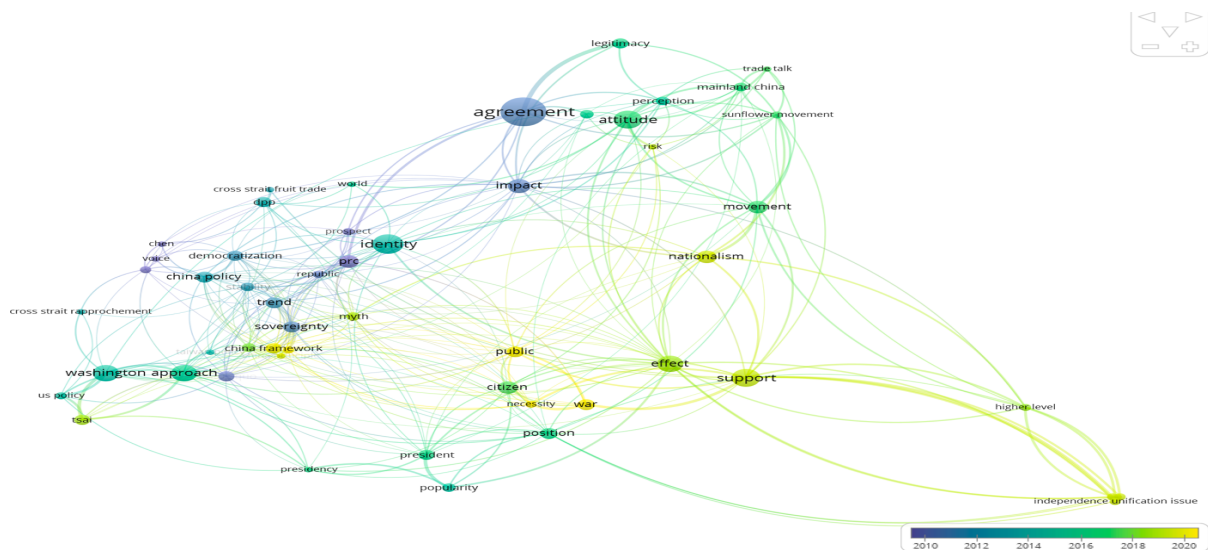 legitimacy
trade talk
mainland china
perception
agreement
attitude
sunflower movement
risk
world
impact
cross strait fruit trade
dpp
movement
prospect
chen
identity
voice
democratization
nationalism
prc
republic
china policy
stability
trend
cross strait rapprochement
myth
sovereignty
china framework
public
effect
washington
approach
support
citizen
us policy
necessity
war
higher level
tsai
position
president
presidency
popularity
independence unification issue
2010 2012 2014 2016 2018 2020